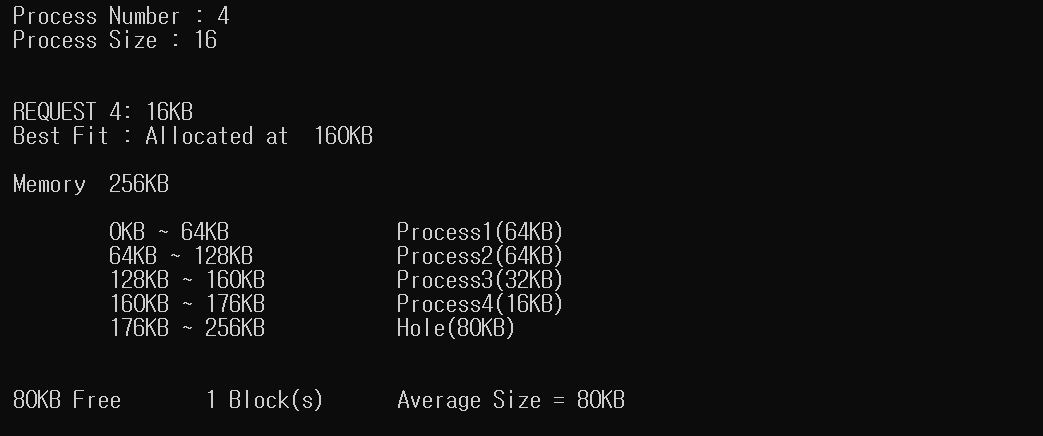 Process Number : 4
Process Size : 16
REQUEST 4: 16KB
Best Fit : Allocated at  160KB
Memory  256KB
0KB ~ 64KB Process1(64KB)
64KB ~ 128KB Process2(64KB)
128KB ~ 160KB Process3(32KB)
160KB ~ 176KB Process4(16KB)
176KB ~ 256KB Hole(80KB)
80KB Free 1 Block(s) Average Size = 80KB